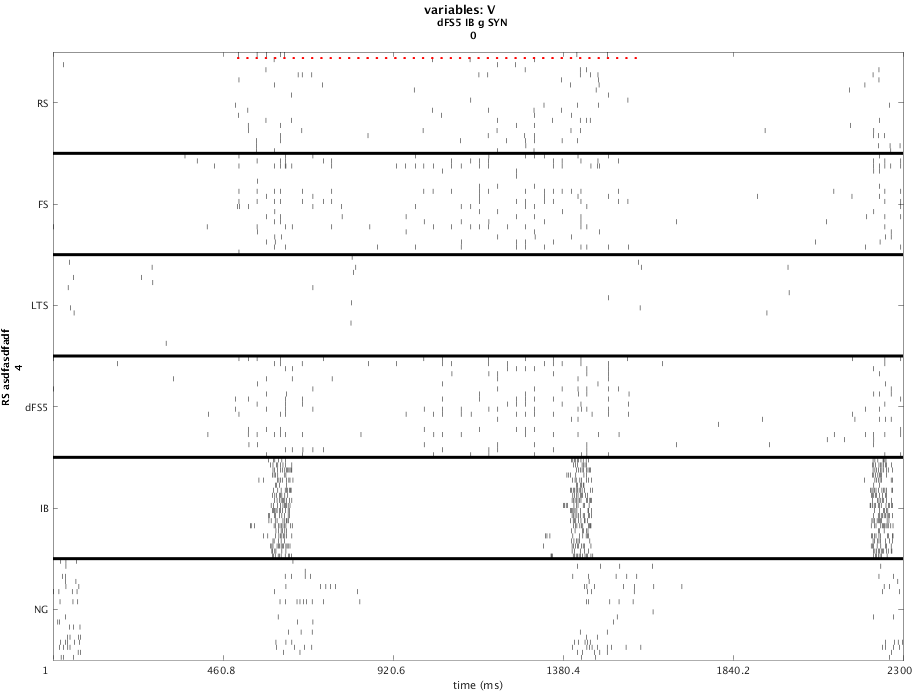 variables: V
dFS5 IB g SYN
0
RS
FS
LTS
dFS5
IB
NG
RS asdfasdfadf
4
1
460.8
920.6
1380.4
1840.2
2300
time (ms)